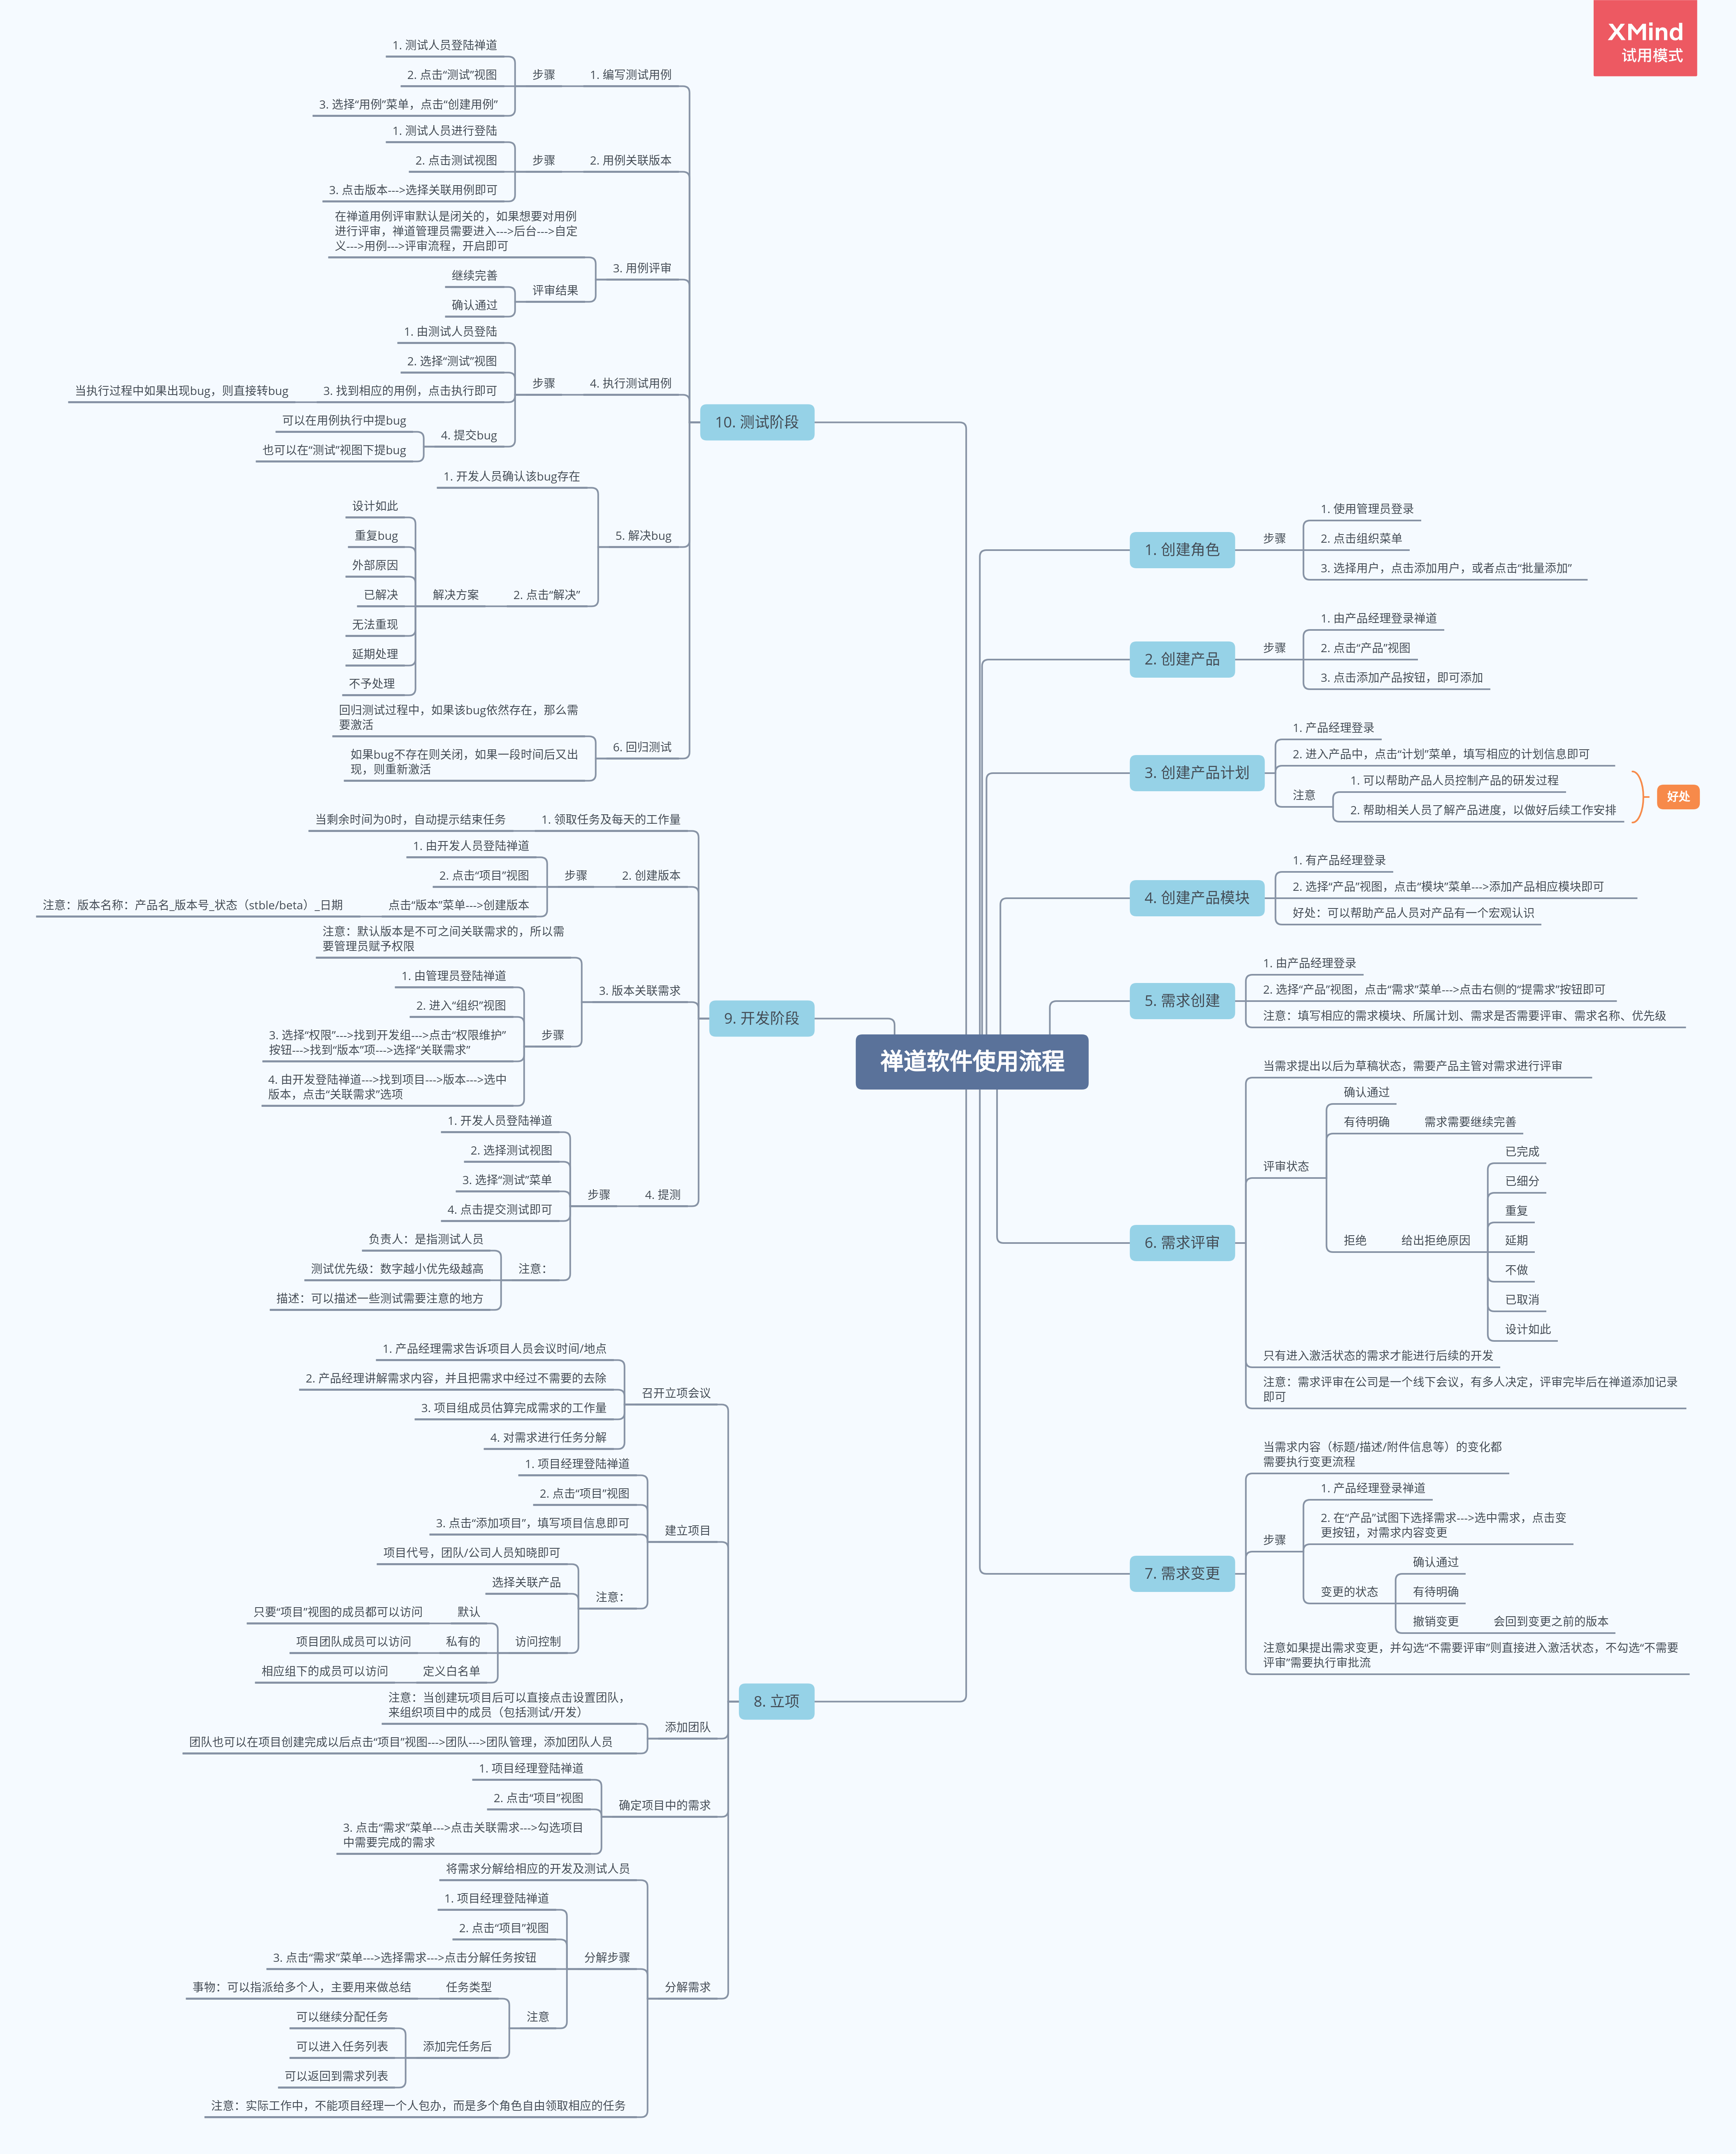 XMind
试用模式
禅道软件使用流程
1. 创建角色
步骤
1. 使用管理员登录
2. 点击组织菜单
3. 选择用户，点击添加用户，或者点击“批量添加”
2. 创建产品
步骤
1. 由产品经理登录禅道
2. 点击“产品”视图
3. 点击添加产品按钮，即可添加
3. 创建产品计划
1. 产品经理登录
2. 进入产品中，点击“计划”菜单，填写相应的计划信息即可
注意
1. 可以帮助产品人员控制产品的研发过程
2. 帮助相关人员了解产品进度，以做好后续工作安排
好处
4. 创建产品模块
1. 有产品经理登录
2. 选择“产品”视图，点击“模块”菜单--->添加产品相应模块即可
好处：可以帮助产品人员对产品有一个宏观认识
5. 需求创建
1. 由产品经理登录
2. 选择“产品”视图，点击“需求”菜单--->点击右侧的“提需求”按钮即可
注意：填写相应的需求模块、所属计划、需求是否需要评审、需求名称、优先级
6. 需求评审
当需求提出以后为草稿状态，需要产品主管对需求进行评审
评审状态
确认通过
有待明确
需求需要继续完善
拒绝
给出拒绝原因
已完成
已细分
重复
延期
不做
已取消
设计如此
只有进入激活状态的需求才能进行后续的开发
注意：需求评审在公司是一个线下会议，有多人决定，评审完毕后在禅道添加记录
即可
7. 需求变更
当需求内容（标题/描述/附件信息等）的变化都
需要执行变更流程
步骤
1. 产品经理登录禅道
2. 在“产品”试图下选择需求--->选中需求，点击变
更按钮，对需求内容变更
变更的状态
确认通过
有待明确
撤销变更
会回到变更之前的版本
注意如果提出需求变更，并勾选“不需要评审”则直接进入激活状态，不勾选“不需要
评审”需要执行审批流
8. 立项
召开立项会议
1. 产品经理需求告诉项目人员会议时间/地点
2. 产品经理讲解需求内容，并且把需求中经过不需要的去除
3. 项目组成员估算完成需求的工作量
4. 对需求进行任务分解
建立项目
1. 项目经理登陆禅道
2. 点击“项目”视图
3. 点击“添加项目”，填写项目信息即可
注意：
项目代号，团队/公司人员知晓即可
选择关联产品
访问控制
默认
只要“项目”视图的成员都可以访问
私有的
项目团队成员可以访问
定义白名单
相应组下的成员可以访问
添加团队
注意：当创建玩项目后可以直接点击设置团队，
来组织项目中的成员（包括测试/开发）
团队也可以在项目创建完成以后点击“项目”视图--->团队--->团队管理，添加团队人员
确定项目中的需求
1. 项目经理登陆禅道
2. 点击“项目”视图
3. 点击“需求”菜单--->点击关联需求--->勾选项目
中需要完成的需求
分解需求
将需求分解给相应的开发及测试人员
分解步骤
1. 项目经理登陆禅道
2. 点击“项目”视图
3. 点击“需求”菜单--->选择需求--->点击分解任务按钮
注意
任务类型
事物：可以指派给多个人，主要用来做总结
添加完任务后
可以继续分配任务
可以进入任务列表
可以返回到需求列表
注意：实际工作中，不能项目经理一个人包办，而是多个角色自由领取相应的任务
9. 开发阶段
1. 领取任务及每天的工作量
当剩余时间为0时，自动提示结束任务
2. 创建版本
步骤
1. 由开发人员登陆禅道
2. 点击“项目”视图
点击“版本”菜单--->创建版本
注意：版本名称：产品名_版本号_状态（stble/beta）_日期
3. 版本关联需求
注意：默认版本是不可之间关联需求的，所以需
要管理员赋予权限
步骤
1. 由管理员登陆禅道
2. 进入“组织”视图
3. 选择“权限”--->找到开发组--->点击“权限维护”
按钮--->找到“版本”项--->选择“关联需求”
4. 由开发登陆禅道--->找到项目--->版本--->选中
版本，点击“关联需求”选项
4. 提测
步骤
1. 开发人员登陆禅道
2. 选择测试视图
3. 选择“测试”菜单
4. 点击提交测试即可
注意：
负责人：是指测试人员
测试优先级：数字越小优先级越高
描述：可以描述一些测试需要注意的地方
10. 测试阶段
1. 编写测试用例
步骤
1. 测试人员登陆禅道
2. 点击“测试”视图
3. 选择“用例”菜单，点击“创建用例”
2. 用例关联版本
步骤
1. 测试人员进行登陆
2. 点击测试视图
3. 点击版本--->选择关联用例即可
3. 用例评审
在禅道用例评审默认是闭关的，如果想要对用例
进行评审，禅道管理员需要进入--->后台--->自定
义--->用例--->评审流程，开启即可
评审结果
继续完善
确认通过
4. 执行测试用例
步骤
1. 由测试人员登陆
2. 选择“测试”视图
3. 找到相应的用例，点击执行即可
当执行过程中如果出现bug，则直接转bug
4. 提交bug
可以在用例执行中提bug
也可以在“测试”视图下提bug
5. 解决bug
1. 开发人员确认该bug存在
2. 点击“解决”
解决方案
设计如此
重复bug
外部原因
已解决
无法重现
延期处理
不予处理
6. 回归测试
回归测试过程中，如果该bug依然存在，那么需
要激活
如果bug不存在则关闭，如果一段时间后又出
现，则重新激活